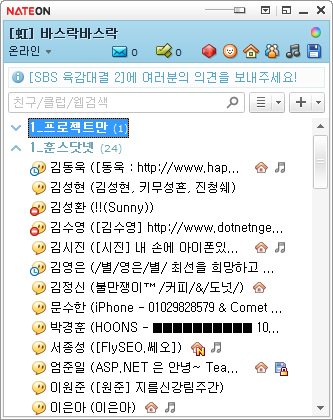 NATEON
[虹] 바스락바스락
온라인 0 0
[SBS 육감대결 2]에 여러분의 의견을 보내주세요!
친구/클럽/웹검색
1_프로젝트만 (1)
1_훈스닷넷 (24)
김동욱 ([동욱 : http://www.hap...
김성현 (김성현, 키무성횬, 진청쉐)
김성환 (!!(Sunny))
김수영 ([김수영] http://www.dotnetnge...
김시진 ([시진] 내 손에 아이폰있...
김영은 (/별/영은/별/ 최선을 희망하고 ...
김정신 (불만쟁이™ /커피/&/도넛/)
문수한 (iPhone - 01029828579 & Comet ...
박경훈 (HOONS - ■■■■■■■■■■ 10...
서종성 ([FlySEO,쎄오])
엄준일 (ASP.NET 은 안녕~ Tea...
이원준 ([원준] 지름신강림주간)
이은아 (이은아)